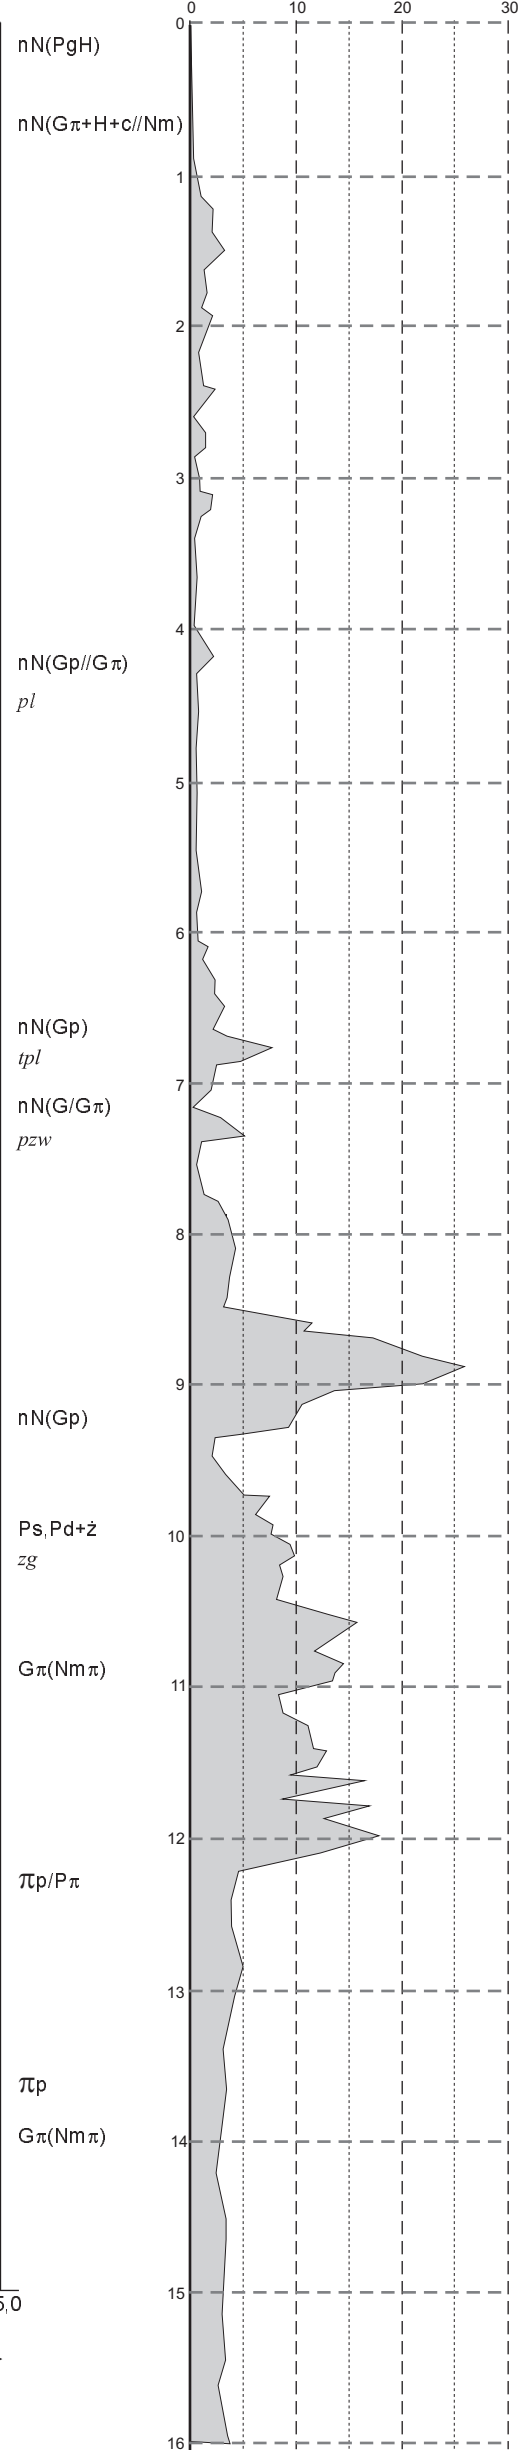 0 10 20 30
0
nN(PgH)
nN(Gπ+H+c//Nm)
1
2
3
4
nN(Gp//Gπ)
pl
5
6
nN(Gp)
tpl
7
nN(G/Gπ)
pzw
8
9
nN(Gp)
Ps,Pd+ż
10
zg
Gπ(Nmπ)
11
12
πp/Pπ
13
πp
Gπ(Nmπ)
14
15
5,0
16